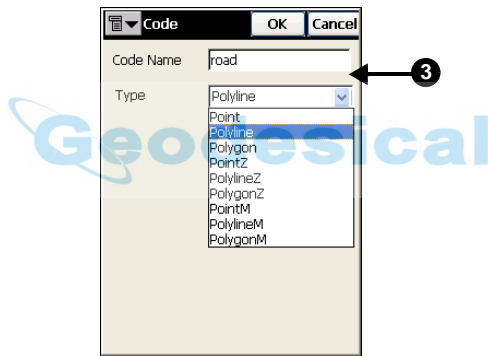 Code OK Cancel
Code Name road
3
Type Polyline
Point
Polyline
Polygon
PointZ
PolylineZ
PolygonZ
PointM
PolylineM
PolygonM
Geodesical